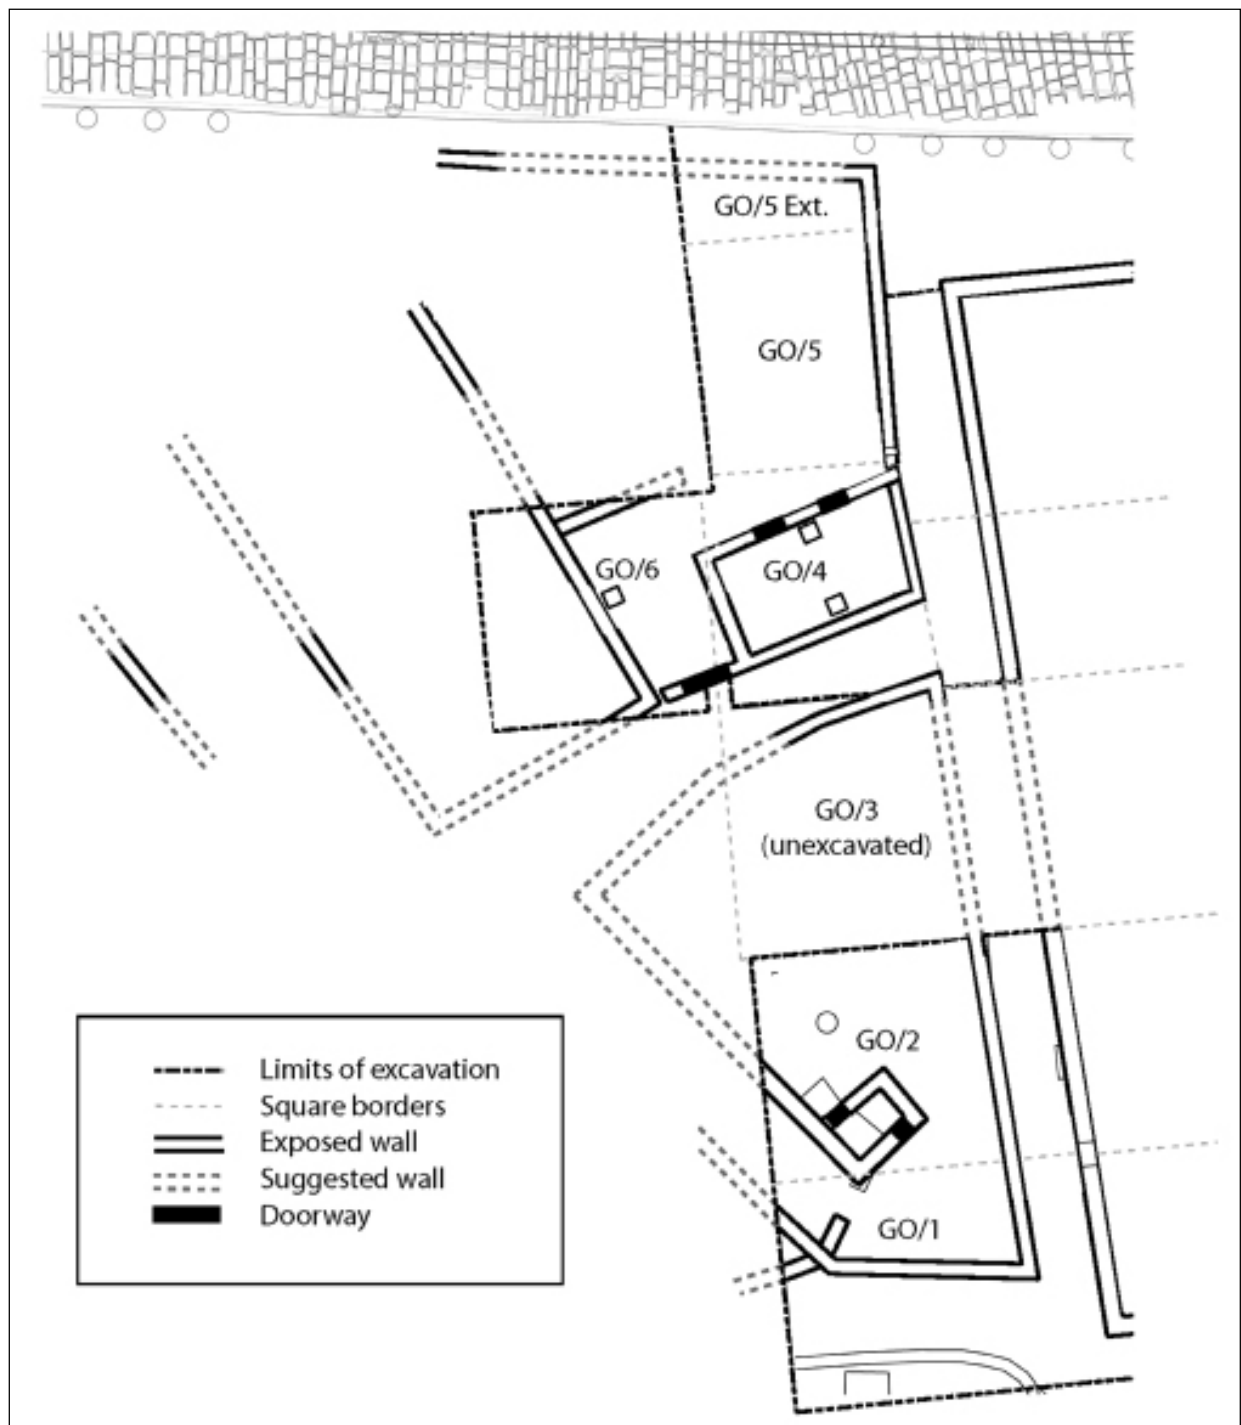 GO/5 Ext.
GO/5
GO/6
GO/4
GO/3
(unexcavated)
GO/2
GO/1
Limits of excavation
Square borders
Exposed wall
Suggested wall
Doorway